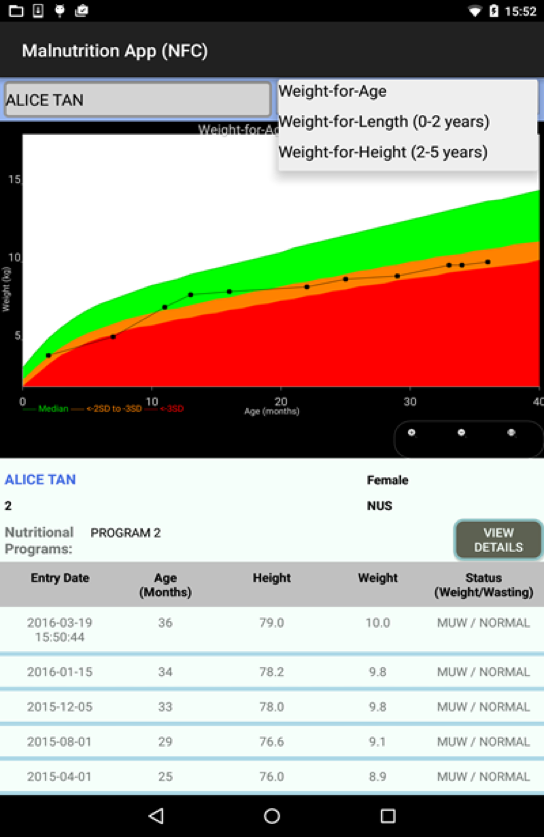 15:52
Malnutrition App (NFC)
ALICE TAN
Weight-for-Age
Weight-for-Length (0-2 years)
Weight-for-Height (2-5 years)
Weight-for-Ag
15
10
5
Weight (kg)
0 10 20 30 40
Median <-2SD to -3SD <-3SD
Age (months)
ALICE TAN Female
2 NUS
Nutritional Programs: PROGRAM 2
VIEW DETAILS
Entry Date Age (Months) Height Weight Status (Weight/Wasting)
2016-03-19 15:50:44 36 79.0 10.0 MUW / NORMAL
2016-01-15 34 78.2 9.8 MUW / NORMAL
2015-12-05 33 78.0 9.8 MUW / NORMAL
2015-08-01 29 76.6 9.1 MUW / NORMAL
2015-04-01 25 76.0 8.9 MUW / NORMAL